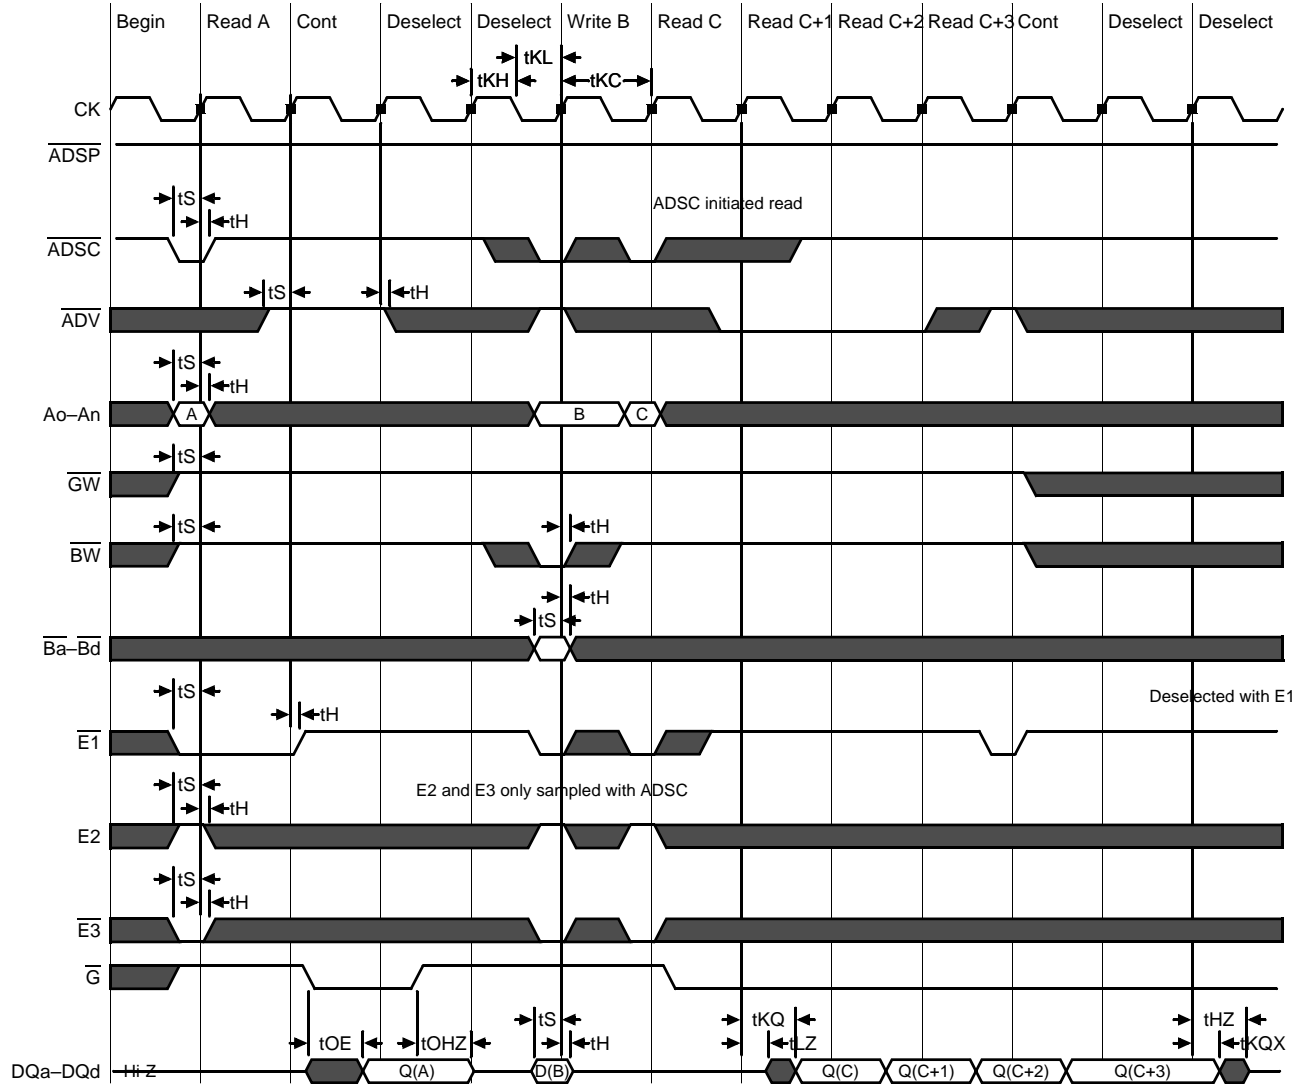 Begin Read A Cont Deselect Deselect Write B Read C Read C+1 Read C+2 Read C+3 Cont Deselect Deselect
tKL
tKH tKC
CK
ADSP
tS
ADSC initiated read
tH
ADSC
tS tH
ADV
tS
tH
Ao–An A B C
tS
GW
tS tH
BW
tH
tS
Ba–Bd
tS
Deselected with E1
tH
E1
tS
E2 and E3 only sampled with ADSC
tH
E2
tS
tH
E3
G
tS tKQ tHZ
tOE tOHZ tH tLZ tKQX
DQa–DQd Hi-Z Q(A) D(B) Q(C) Q(C+1) Q(C+2) Q(C+3)